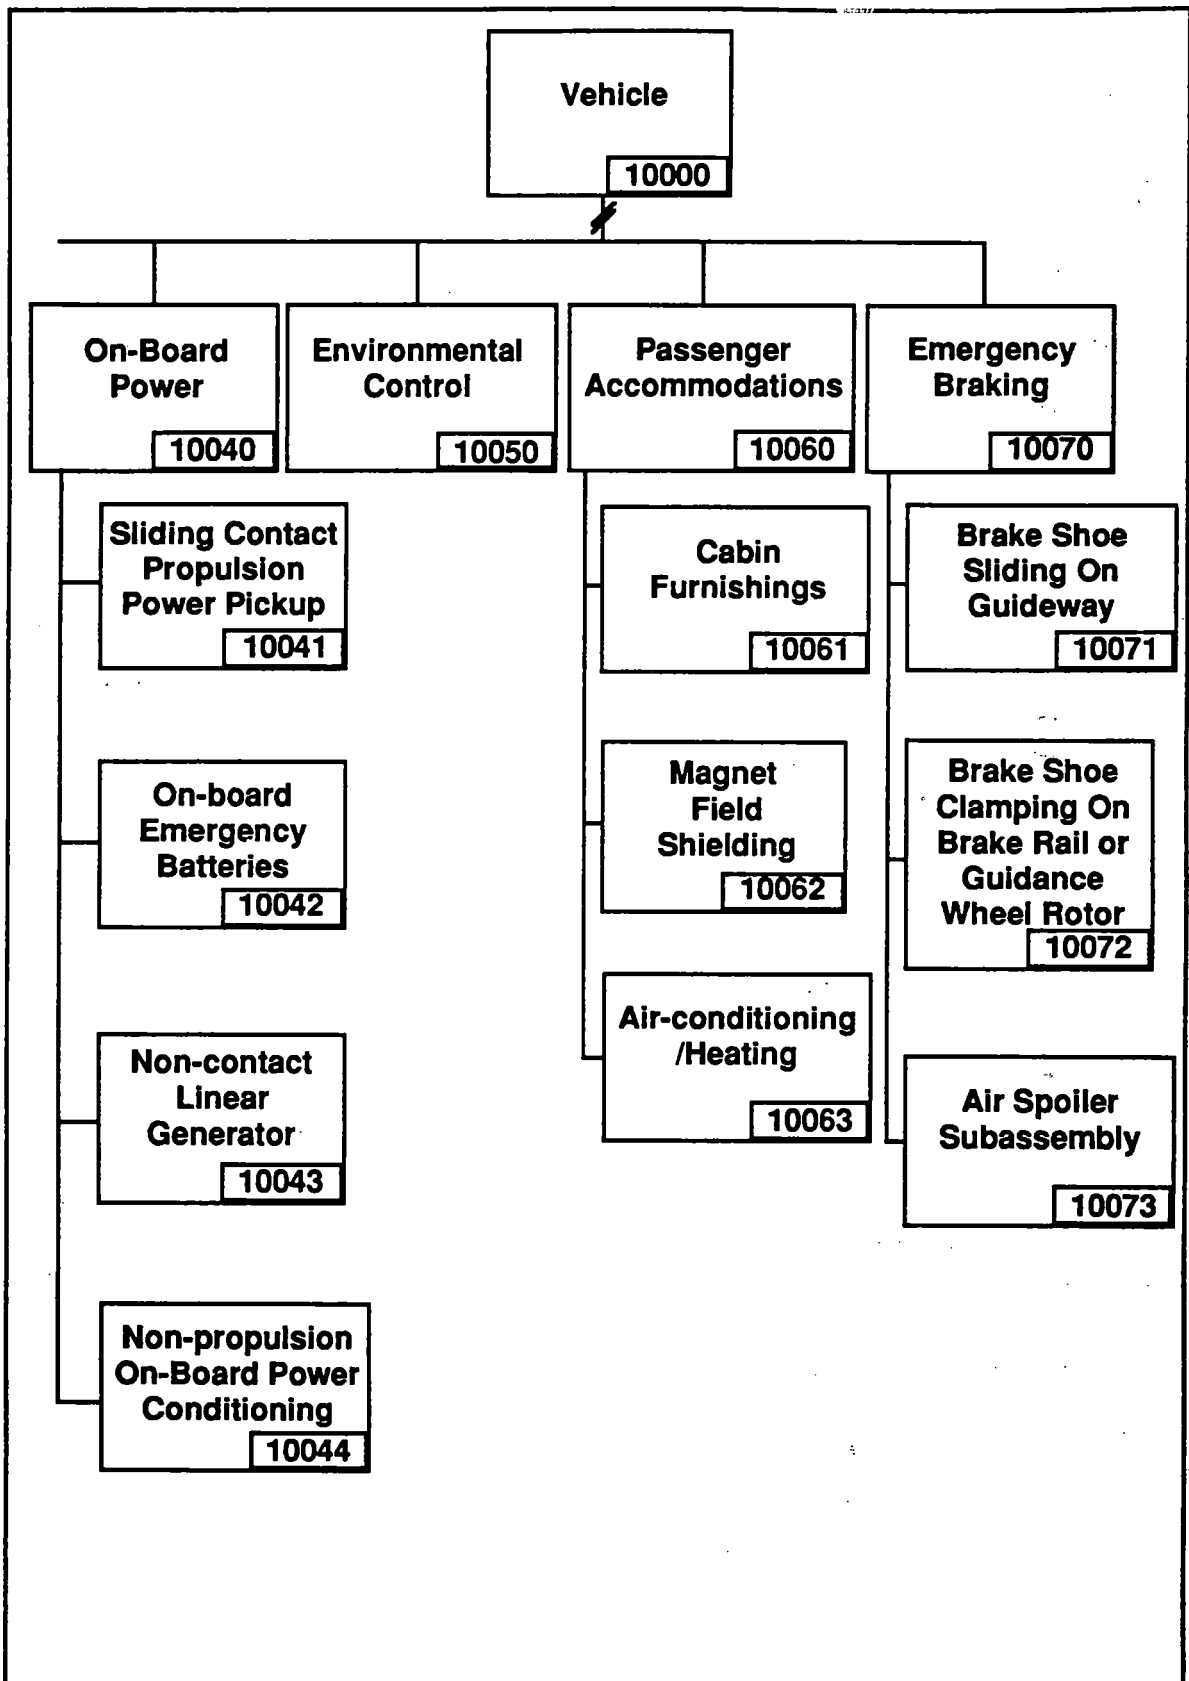 Vehicle
10000
On-Board
Power
10040
Environmental
Control
10050
Passenger
Accommodations
10060
Emergency
Braking
10070
Sliding Contact
Propulsion
Power Pickup
10041
On-board
Emergency
Batteries
10042
Non-contact
Linear
Generator
10043
Non-propulsion
On-Board Power
Conditioning
10044
Cabin
Furnishings
10061
Magnet
Field
Shielding
10062
Air-conditioning
/Heating
10063
Brake Shoe
Sliding On
Guideway
10071
Brake Shoe
Clamping On
Brake Rail or
Guidance
Wheel Rotor
10072
Air Spoiler
Subassembly
10073